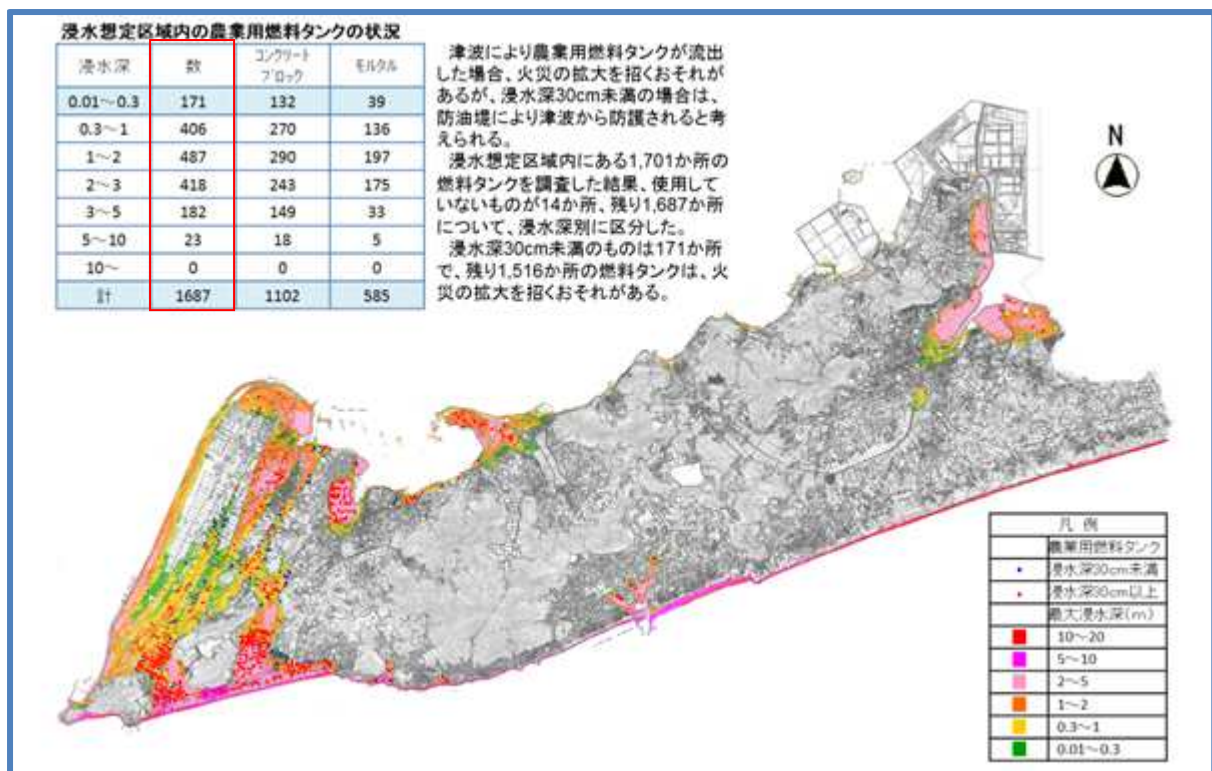 浸水想定区域内の農業用燃料タンクの状況
浸水深 数 コンクリートブロック モルタル
0.01～0.3 171 132 39
0.3～1 406 270 136
1～2 487 290 197
2～3 418 243 175
3～5 182 149 33
5～10 23 18 5
10～ 0 0 0
計 1687 1102 585
津波により農業用燃料タンクが流出
した場合、火災の拡大を招くおそれが
あるが、浸水深30cm未満の場合は、
防油堤により津波から防護されると考
えられる。
浸水想定区域内にある1,701か所の
燃料タンクを調査した結果、使用して
いないものが14か所、残り1,687か所
について、浸水深別に区分した。
浸水深30cm未満のものは171か所
で、残り1,516か所の燃料タンクは、火
災の拡大を招くおそれがある。
N
凡 例
農業用燃料タンク
浸水深30cm未満
浸水深30cm以上
最大浸水深(m)
10～20
5～10
2～5
1～2
0.3～1
0.01～0.3